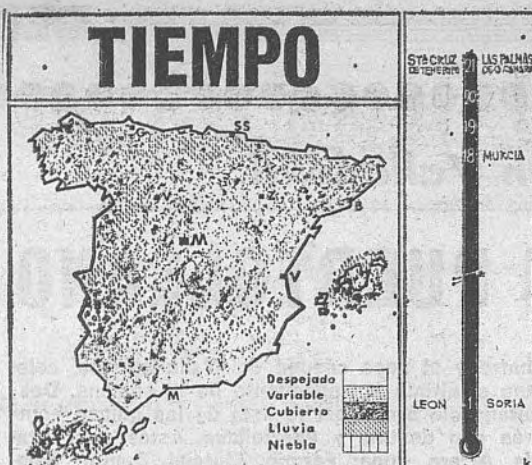 TIEMPO
SS
V
Z
B
M
V
S
M
Despejado
Variable
Cubierto
Lluvia
Niebla
STA CRUZ DE TENERIFE 21 LAS PALMAS
20
19
18 MURCIA
LEON -1 SORIA